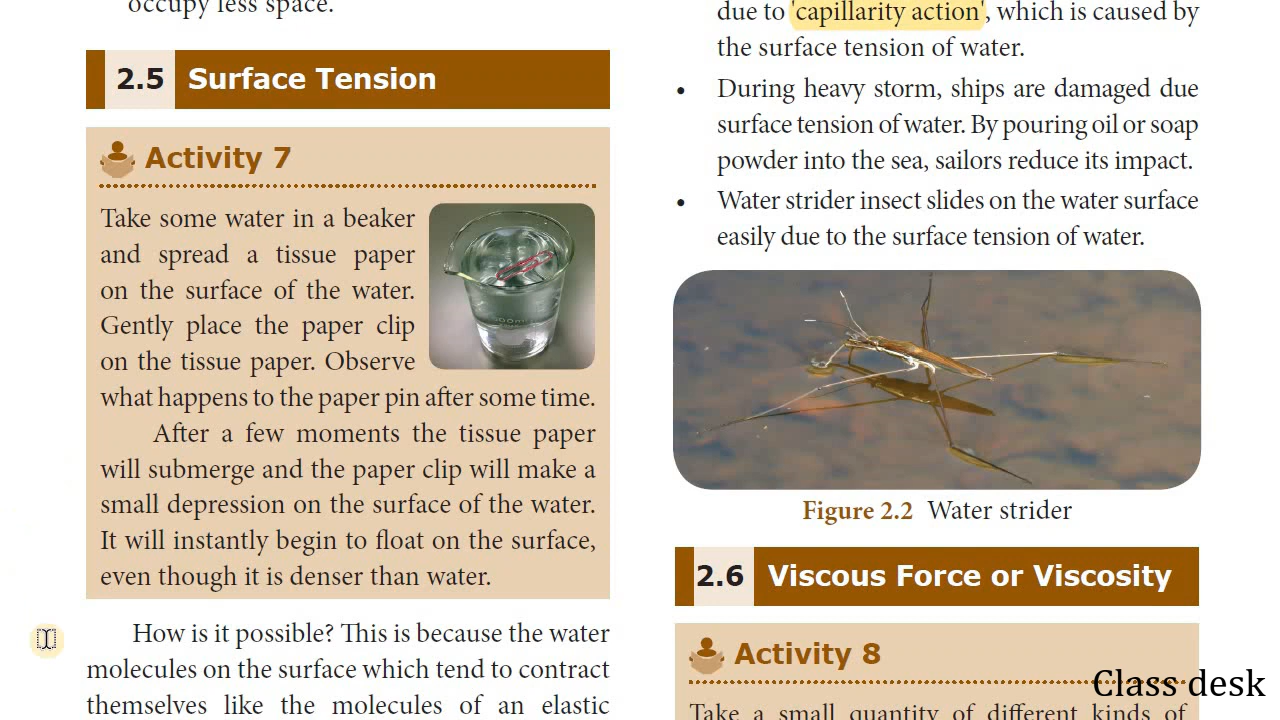 occupy less space.
2.5 Surface Tension
Activity 7
Take some water in a beaker
and spread a tissue paper
on the surface of the water.
Gently place the paper clip
on the tissue paper. Observe
what happens to the paper pin after some time.
After a few moments the tissue paper
will submerge and the paper clip will make a
small depression on the surface of the water.
It will instantly begin to float on the surface,
even though it is denser than water.
How is it possible? This is because the water
molecules on the surface which tend to contract
themselves like the molecules of an elastic
due to 'capillarity action', which is caused by
the surface tension of water.
• During heavy storm, ships are damaged due
surface tension of water. By pouring oil or soap
powder into the sea, sailors reduce its impact.
• Water strider insect slides on the water surface
easily due to the surface tension of water.
Figure 2.2 Water strider
2.6 Viscous Force or Viscosity
Activity 8
Take a small quantity of different kinds of
Class desk